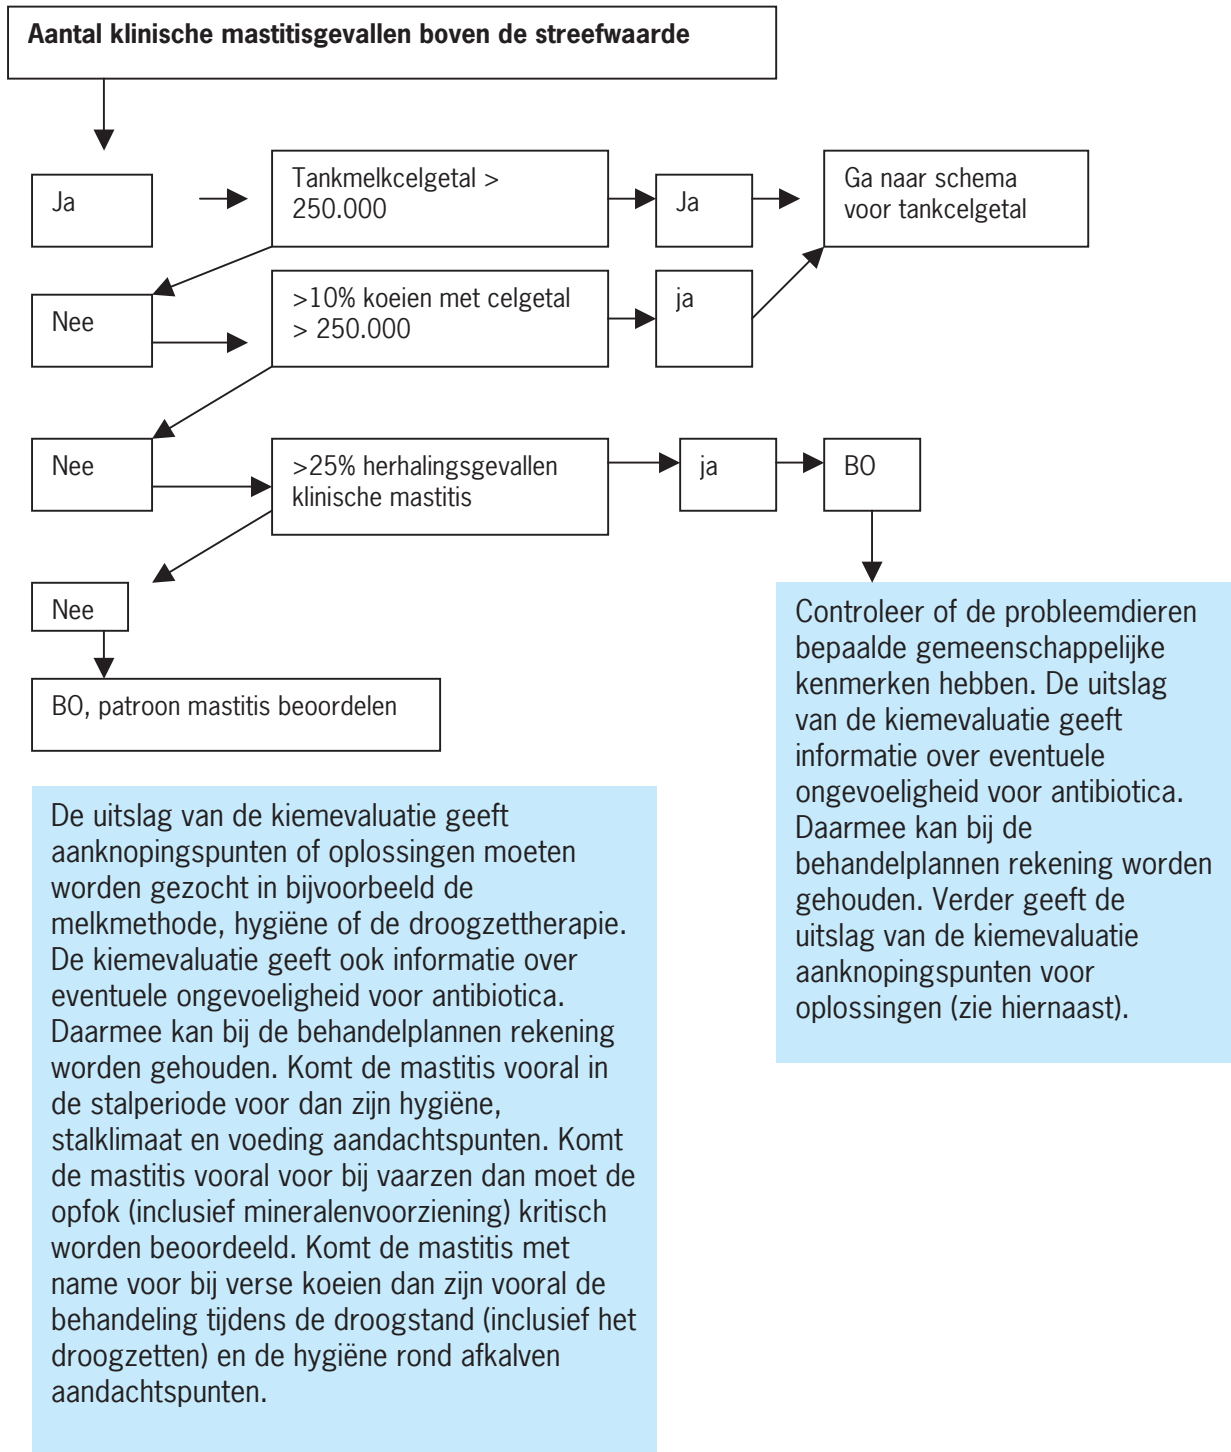 Aantal klinische mastitisgevallen boven de streefwaarde
Ja
Tankmelkcelgetal >
250.000
Ja
Ga naar schema
voor tankcelgetal
Nee
>10% koeien met celgetal
> 250.000
ja
Nee
>25% herhalingsgevallen
klinische mastitis
ja
BO
Nee
BO, patroon mastitis beoordelen
Controleer of de probleemdieren
bepaalde gemeenschappelijke
kenmerken hebben. De uitslag
van de kiemevaluatie geeft
informatie over eventuele
ongevoeligheid voor antibiotica.
Daarmee kan bij de
behandelplannen rekening worden
gehouden. Verder geeft de
uitslag van de kiemevaluatie
aanknopingspunten voor
oplossingen (zie hiernaast).
De uitslag van de kiemevaluatie geeft
aanknopingspunten of oplossingen moeten
worden gezocht in bijvoorbeeld de
melkmethode, hygiëne of de droogzettherapie.
De kiemevaluatie geeft ook informatie over
eventuele ongevoeligheid voor antibiotica.
Daarmee kan bij de behandelplannen rekening
worden gehouden. Komt de mastitis vooral in
de stalperiode voor dan zijn hygiëne,
stalklimaat en voeding aandachtspunten. Komt
de mastitis vooral voor bij vaarzen dan moet de
opfok (inclusief mineralenvoorziening) kritisch
worden beoordeeld. Komt de mastitis met
name voor bij verse koeien dan zijn vooral de
behandeling tijdens de droogstand (inclusief het
droogzetten) en de hygiëne rond afkalven
aandachtspunten.